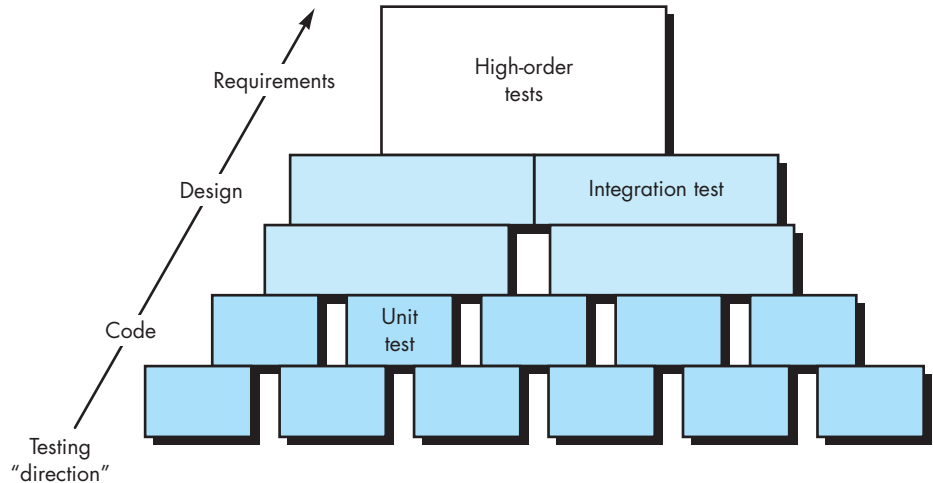 High-order
tests
Requirements
Design
Integration test
Unit
test
Code
Testing
“direction”